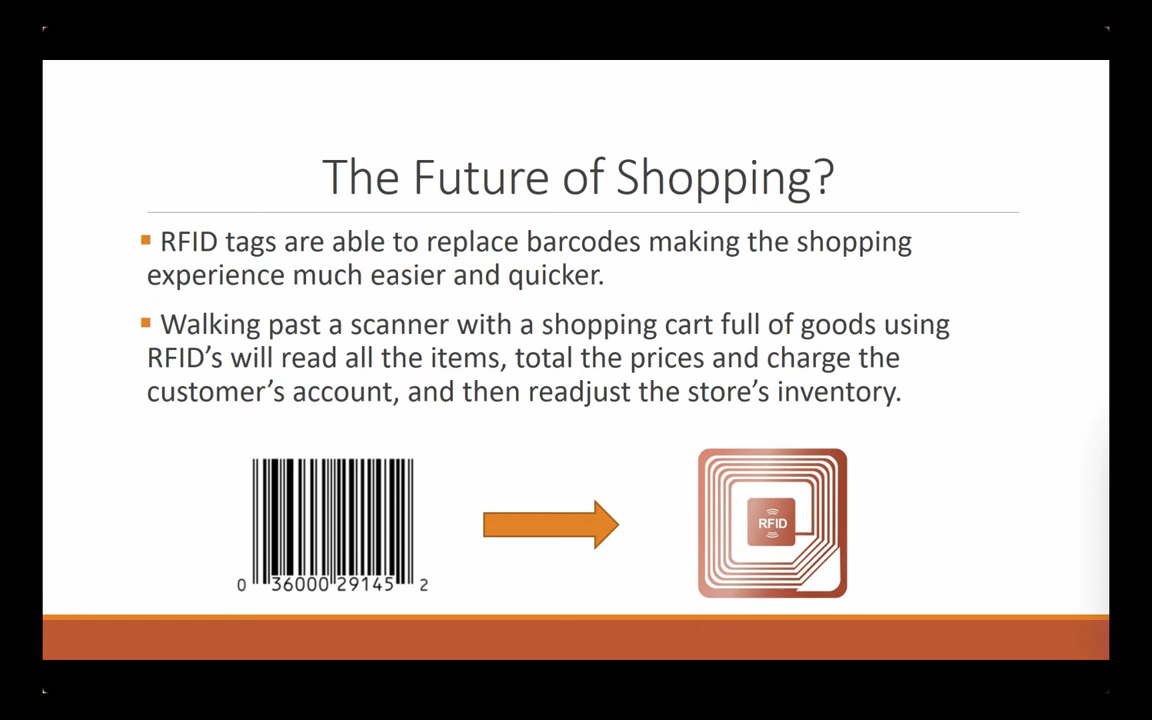 The Future of Shopping?
RFID tags are able to replace barcodes making the shopping
experience much easier and quicker.
Walking past a scanner with a shopping cart full of goods using
RFID's will read all the items, total the prices and charge the
customer's account, and then readjust the store's inventory.
RFID
0 36000 29145 2